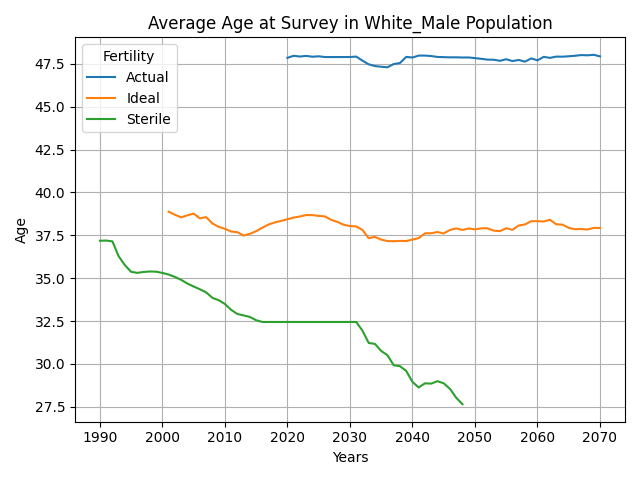 Average Age at Survey in White_Male Population
Fertility
Actual
Ideal
Sterile
Age
47.5
45.0
42.5
40.0
37.5
35.0
32.5
30.0
27.5
1990 2000 2010 2020 2030 2040 2050 2060 2070
Years